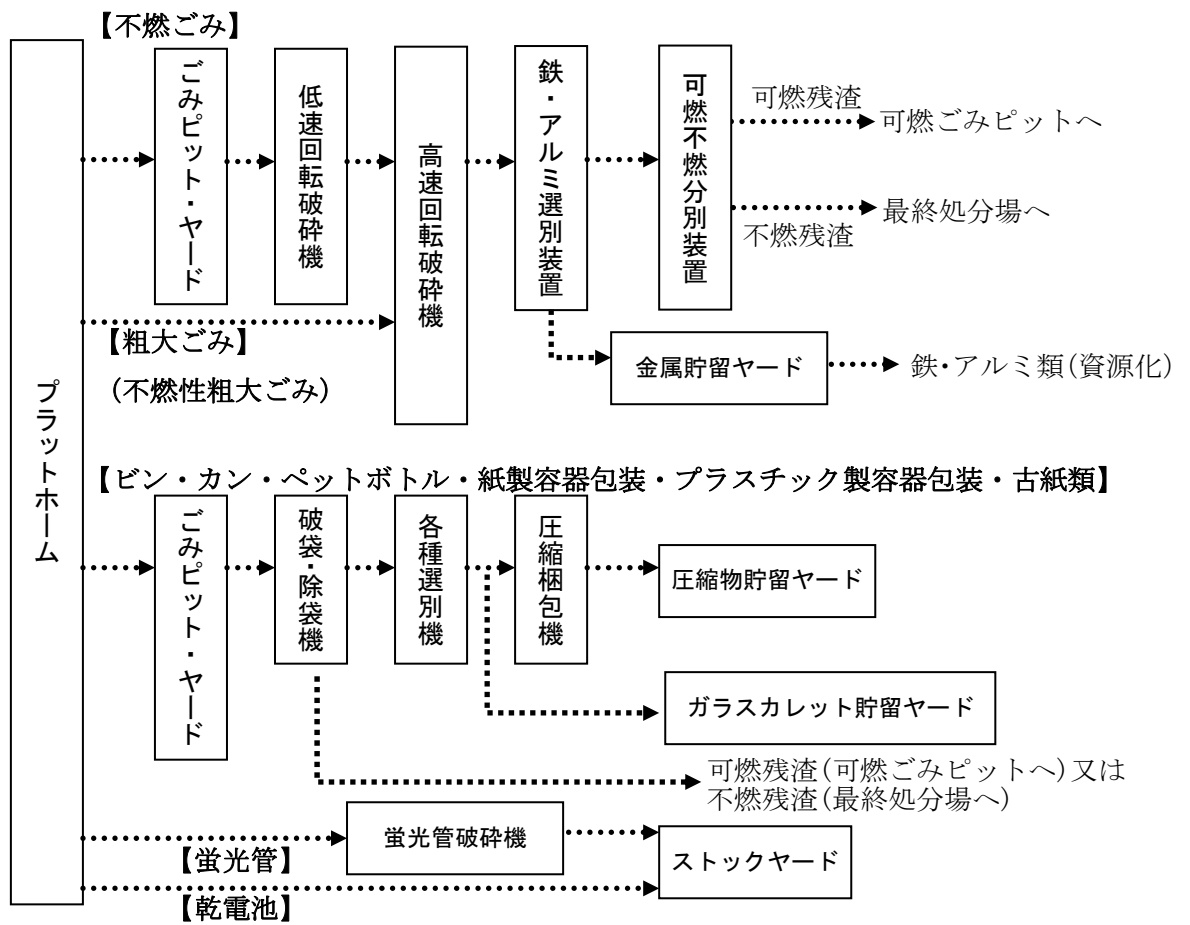 【不燃ごみ】
プラットホーム
ごみピット・ヤード
低速回転破砕機
高速回転破砕機
鉄・アルミ選別装置
可燃不燃分別装置
可燃残渣
可燃ごみピットへ
不燃残渣
最終処分場へ
【粗大ごみ】
(不燃性粗大ごみ)
金属貯留ヤード
鉄・アルミ類(資源化)
【ビン・カン・ペットボトル・紙製容器包装・プラスチック製容器包装・古紙類】
ごみピット・ヤード
破袋・除袋機
各種選別機
圧縮梱包機
圧縮物貯留ヤード
ガラスカレット貯留ヤード
可燃残渣(可燃ごみピットへ)又は
不燃残渣(最終処分場へ)
【蛍光管】
蛍光管破砕機
ストックヤード
【乾電池】